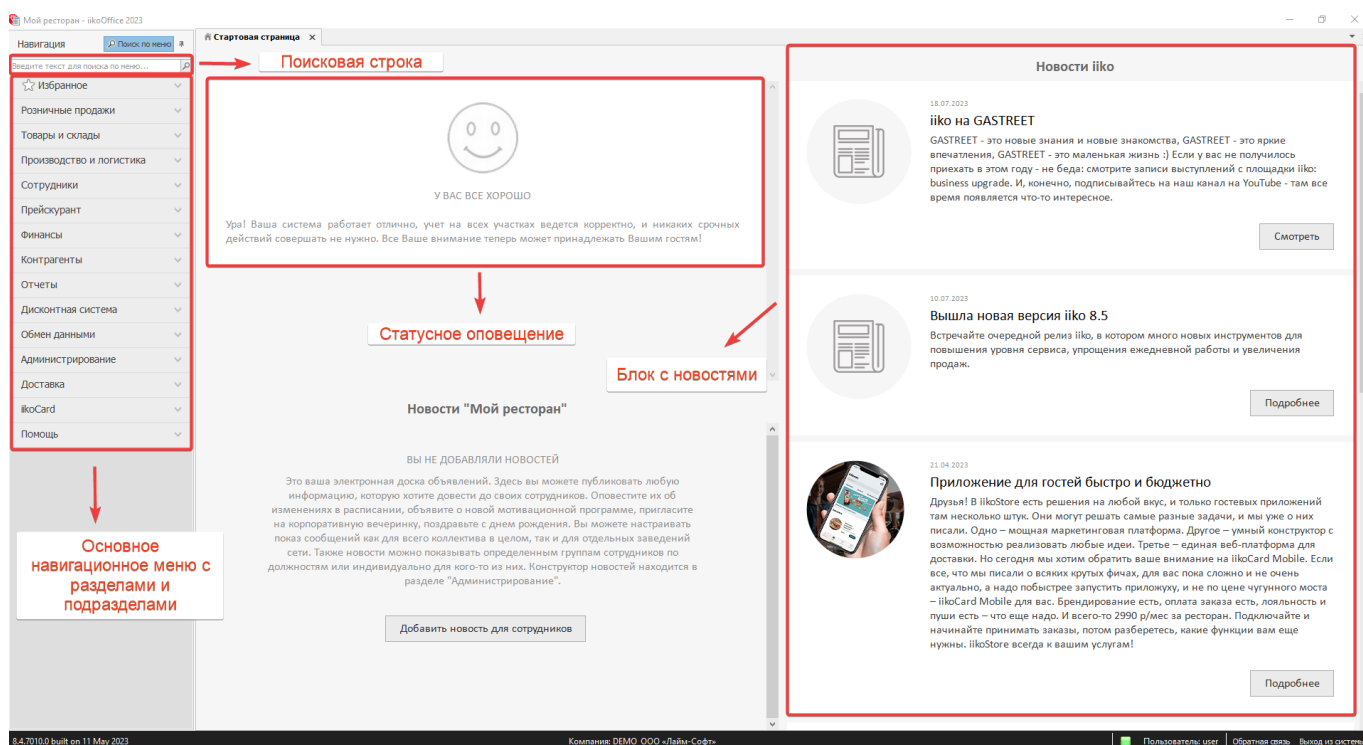 Мой ресторан - iikoOffice 2023
Навигация
Поиск по меню
Стартовая страница
Введите текст для поиска по меню...
Поисковая строка
Избранное
Розничные продажи
Товары и склады
Производство и логистика
Сотрудники
Прейскурант
Финансы
Контрагенты
Отчеты
Дисконтная система
Обмен данными
Администрирование
Доставка
iikoCard
Помощь
Основное
навигационное меню с
разделами и
подразделами
У ВАС ВСЕ ХОРОШО
Ура! Ваша система работает отлично, учет на всех участках ведется корректно, и никаких срочных
действий совершать не нужно. Все Ваше внимание теперь может принадлежать Вашим гостям!
Статусное оповещение
Блок с новостями
Новости "Мой ресторан"
ВЫ НЕ ДОБАВЛЯЛИ НОВОСТЕЙ
Это ваша электронная доска объявлений. Здесь вы можете публиковать любую
информацию, которую хотите довести до своих сотрудников. Оповестите их об
изменениях в расписании, объявите о новой мотивационной программе, пригласите
на корпоративную вечеринку, поздравьте с днем рождения. Вы можете настраивать
показ сообщений как для всего коллектива в целом, так и для отдельных заведений
сети. Также новости можно показывать определенным группам сотрудников по
должностям или индивидуально для кого-то из них. Конструктор новостей находится в
разделе "Администрирование".
Добавить новость для сотрудников
Новости iiko
18.07.2023
iiko на GASTREET
GASTREET - это новые знания и новые знакомства, GASTREET - это яркие
впечатления, GASTREET - это маленькая жизнь :) Если у вас не получилось
приехать в этом году - не беда: смотрите записи выступлений с площадки iiko:
business upgrade. И, конечно, подписывайтесь на наш канал на YouTube - там все
время появляется что-то интересное.
Смотреть
10.07.2023
Вышла новая версия iiko 8.5
Встречайте очередной релиз iiko, в котором много новых инструментов для
повышения уровня сервиса, упрощения ежедневной работы и увеличения
продаж.
Подробнее
21.04.2023
Приложение для гостей быстро и бюджетно
Друзья! В iikoStore есть решения на любой вкус, и только гостевых приложений
там несколько штук. Они могут решать самые разные задачи, и мы уже о них
писали. Одно – мощная маркетинговая платформа. Другое – умный конструктор с
возможностью реализовать любые идеи. Третье – единая веб-платформа для
доставки. Но сегодня мы хотим обратить ваше внимание на iikoCard Mobile. Если
все, что мы писали о всяких крутых фичах, для вас пока сложно и не очень
актуально, а надо побыстрее запустить приложуху, и не по цене чугунного моста
– iikoCard Mobile для вас. Брендирование есть, оплата заказа есть, лояльность и
пуши есть – что еще надо. И всего-то 2990 р/мес за ресторан. Подключайте и
начинайте принимать заказы, потом разберетесь, какие функции вам еще
нужны. iikoStore всегда к вашим услугам!
Подробнее
8.4.7010.0 built on 11 May 2023
Компания: DEMO ООО «Лайм-Софт»
Пользователь: user
Обратная связь
Выход из системы